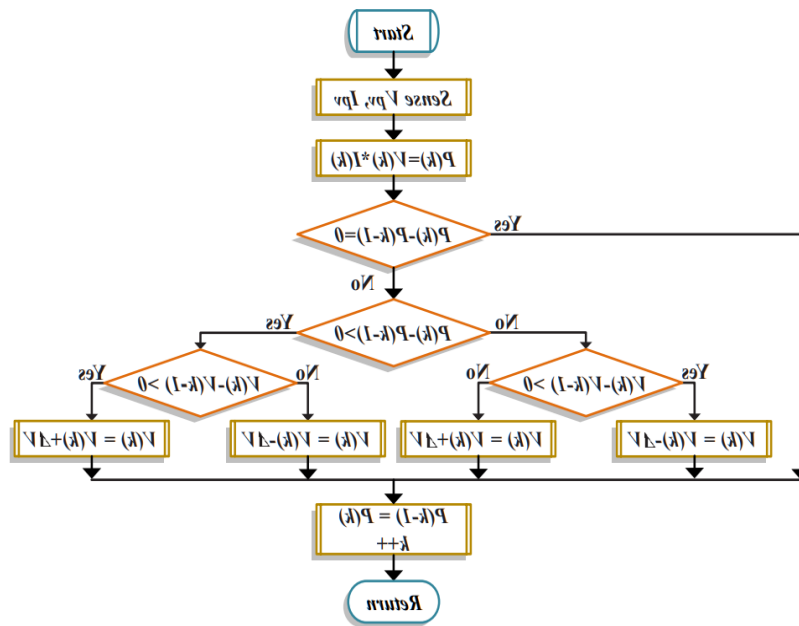 Start
Sense Vpv, Ipv
P(k)=V(k)*I(k)
P(k)-P(k-1)=0
Yes
No
P(k)-P(k-1)>0
Yes
No
V(k)-V(k-1) >0
Yes
No
V(k)-V(k-1) >0
No
Yes
V(k) = V(k)+ΔV
V(k) = V(k)-ΔV
V(k) = V(k)+ΔV
V(k) = V(k)-ΔV
P(k-1) = P(k)
k++
Return